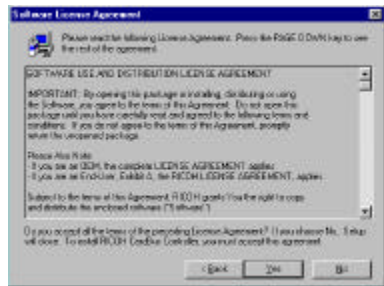 Software License Agreement
Please read the following License Agreement. Press the PAGE DOWN key to see
the rest of the agreement.
SOFTWARE USE AND DISTRIBUTION LICENSE AGREEMENT
IMPORTANT: By opening this package or installing, distributing or using
the Software, you agree to the terms of this Agreement. Do not open this
package until you have carefully read and agreed to the following terms and
conditions. If you do not agree to the terms of this Agreement, promptly
return the unopened package.
Please Also Note:
- If you are an OEM, the complete LICENSE AGREEMENT applies
- If you are an End-User, Exhibit A, the RICOH LICENSE AGREEMENT, applies
Subject to the terms of this Agreement, RICOH grants You the right to copy
and distribute the enclosed software ("Software")
Do you accept all the terms of the preceding License Agreement? If you choose No, Setup
will close. To install RICOH CardBus Controller, you must accept this agreement.
< Back
Yes
No